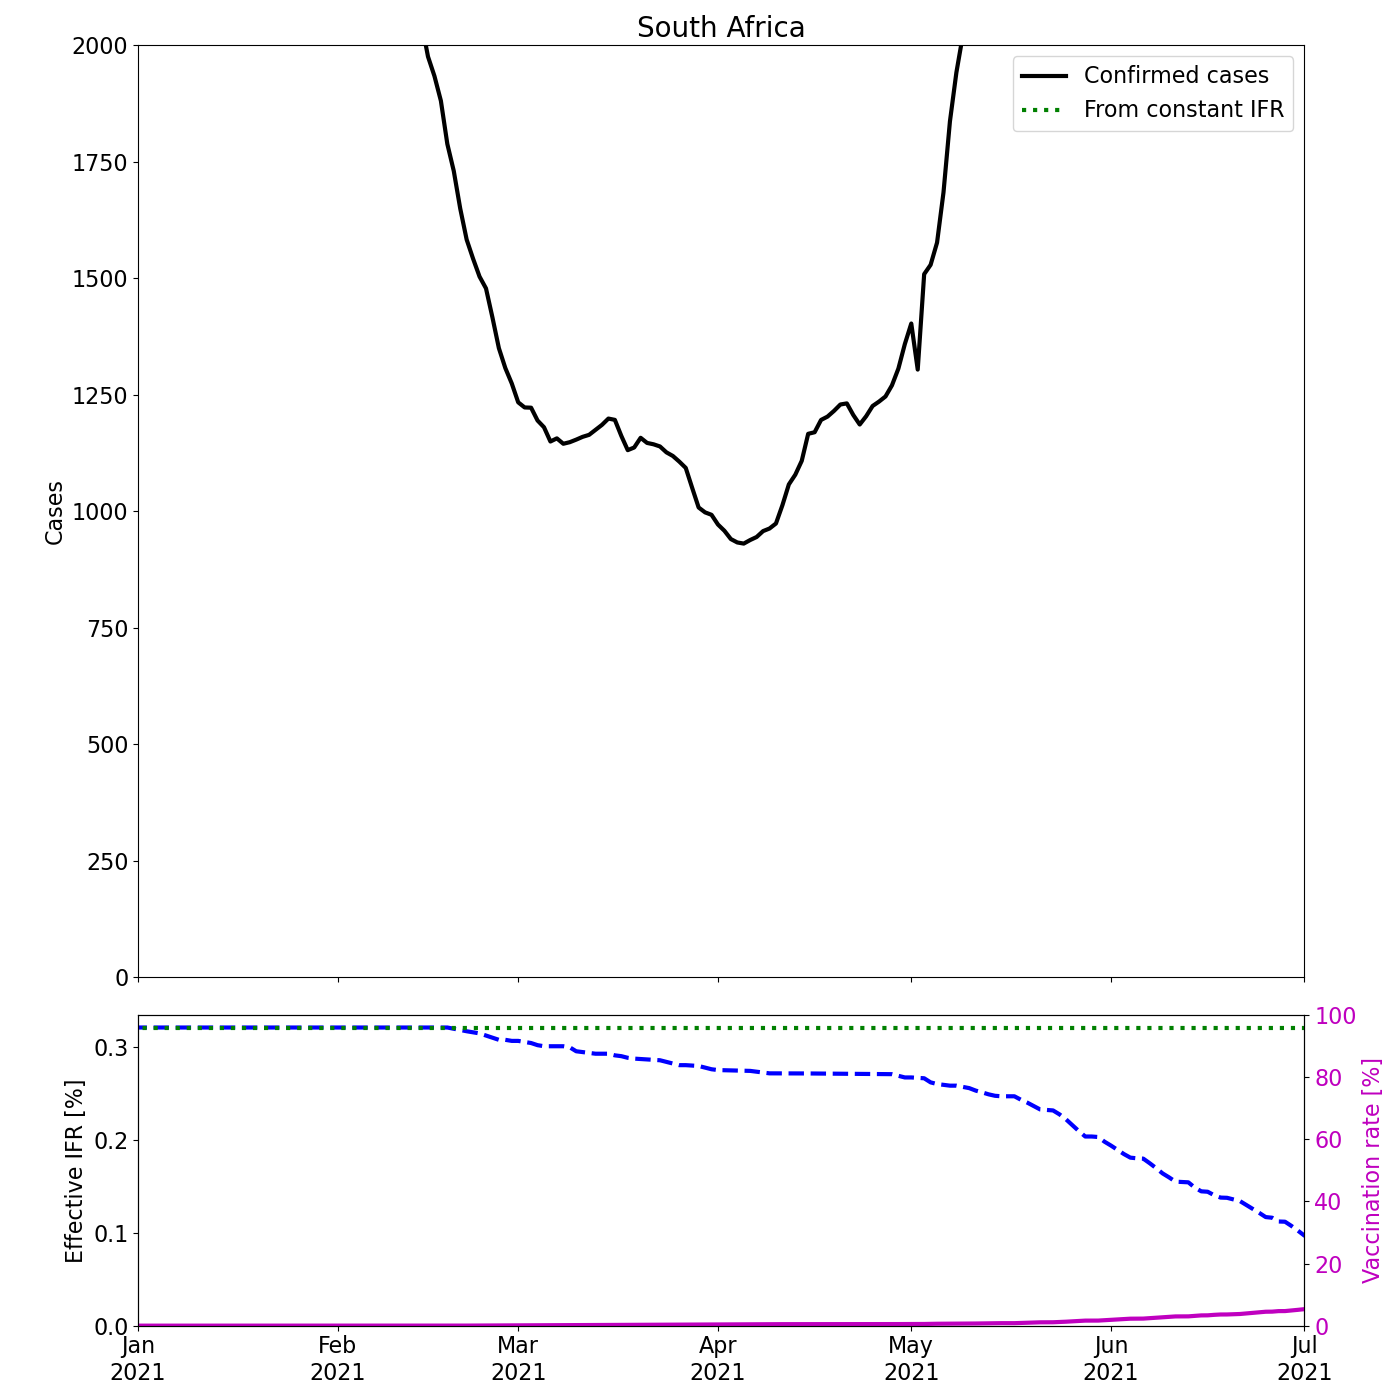 South Africa
2000
1750
1500
1250
1000
750
500
250
0
Cases
Confirmed cases
From constant IFR
0.3
0.2
0.1
0.0
Effective IFR [%]
100
80
60
40
20
0
Vaccination rate [%]
Jan
2021
Feb
2021
Mar
2021
Apr
2021
May
2021
Jun
2021
Jul
2021